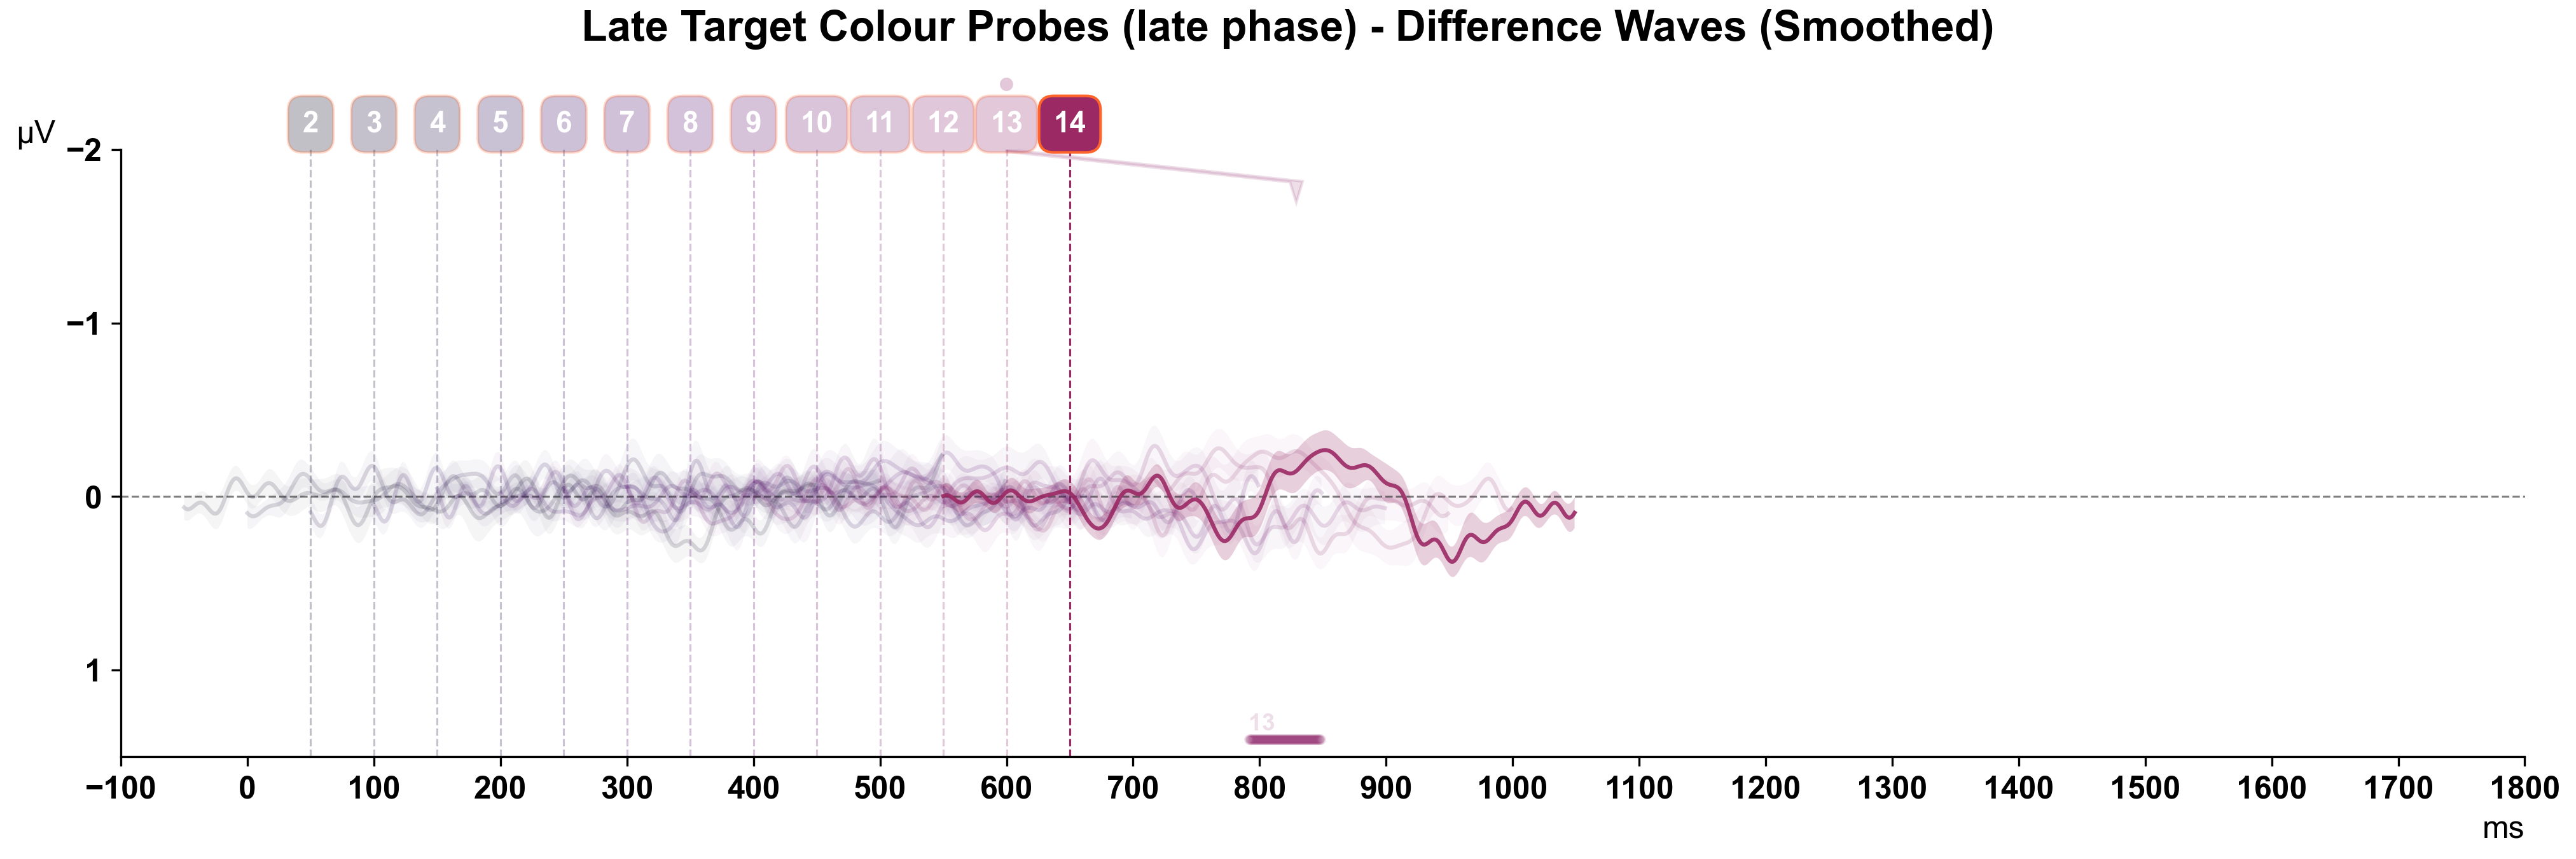 Late Target Colour Probes (late phase) - Difference Waves (Smoothed)
2 3 4 5 6 7 8 9 10 11 12 13 14
µV
−2
−1
0
1
13
−100 0 100 200 300 400 500 600 700 800 900 1000 1100 1200 1300 1400 1500 1600 1700 1800
ms